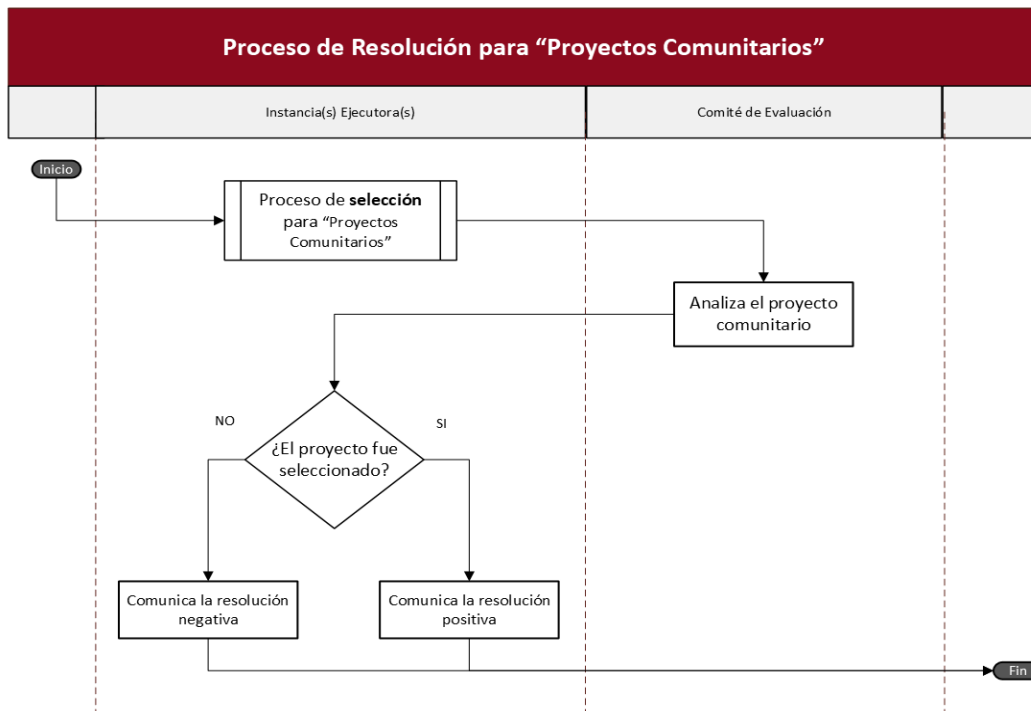 Proceso de Resolución para “Proyectos Comunitarios”
Instancia(s) Ejecutora(s)
Comité de Evaluación
Inicio
Proceso de selección
para “Proyectos
Comunitarios”
Analiza el proyecto
comunitario
NO
SI
¿El proyecto fue
seleccionado?
Comunica la resolución
negativa
Comunica la resolución
positiva
Fin